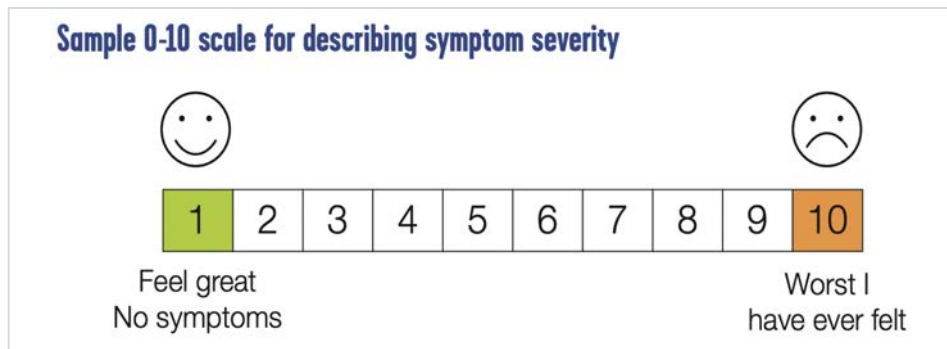 Sample 0-10 scale for describing symptom severity
1 2 3 4 5 6 7 8 9 10
Feel great
No symptoms
Worst I
have ever felt